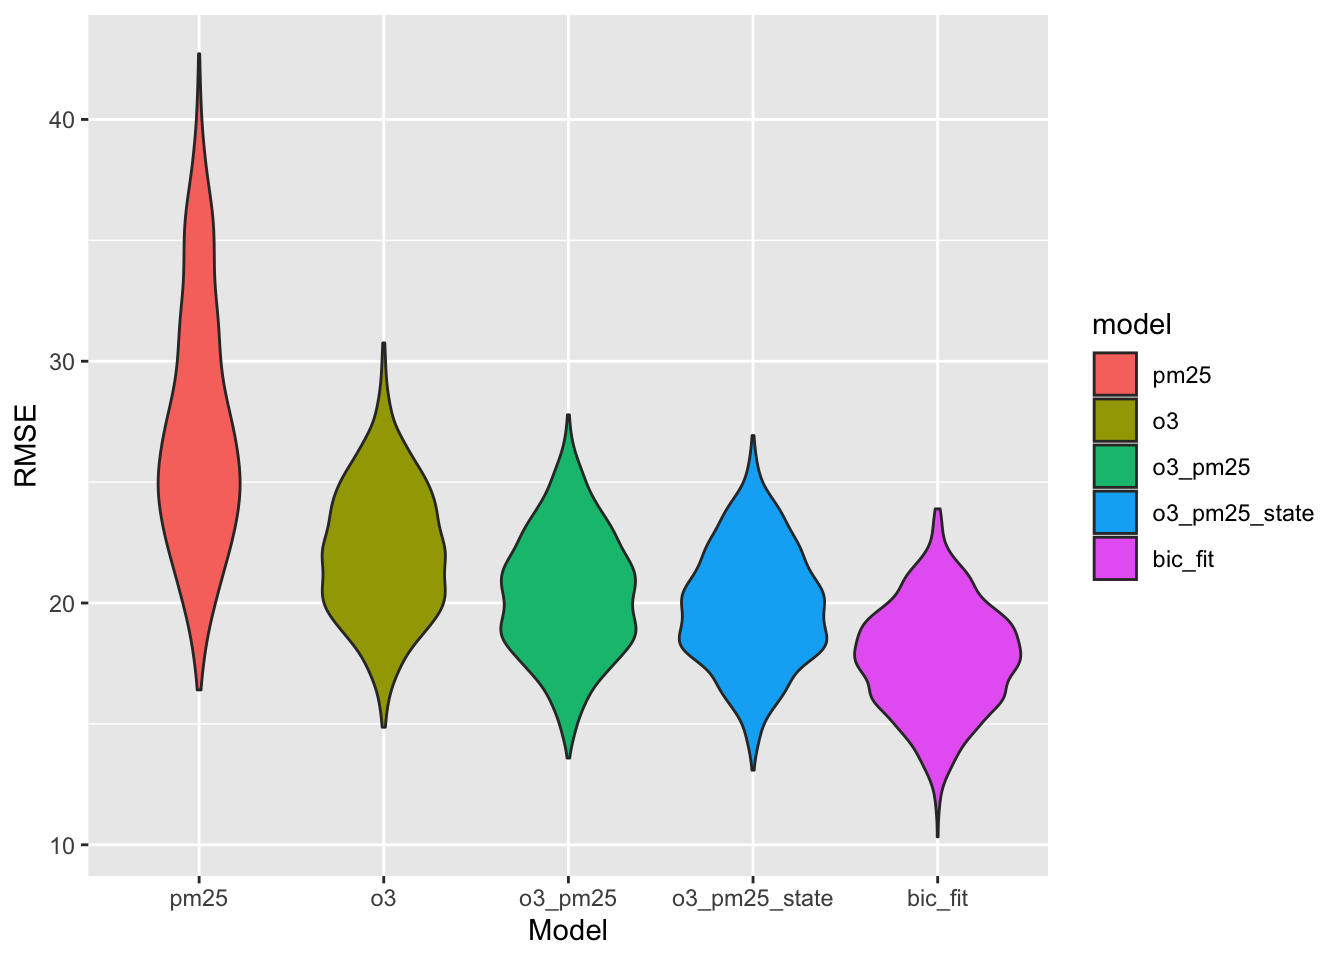 RMSE
40
30
20
10
pm25 o3 o3_pm25 o3_pm25_state bic_fit
Model
model
pm25
o3
o3_pm25
o3_pm25_state
bic_fit